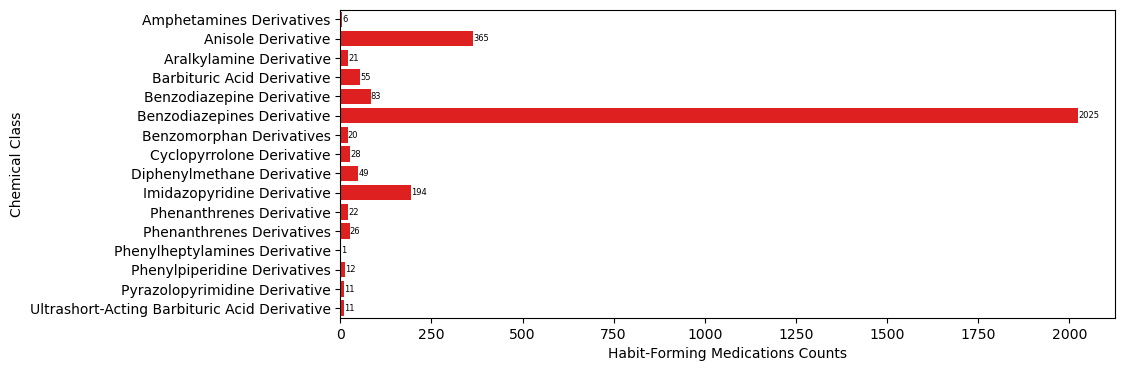 Chemical Class
Amphetamines Derivatives 6
Anisole Derivative 365
Aralkylamine Derivative 21
Barbituric Acid Derivative 55
Benzodiazepine Derivative 83
Benzodiazepines Derivative 2025
Benzomorphan Derivatives 20
Cyclopyrrolone Derivative 28
Diphenylmethane Derivative 49
Imidazopyridine Derivative 194
Phenanthrenes Derivative 22
Phenanthrenes Derivatives 26
Phenylheptylamines Derivative 1
Phenylpiperidine Derivatives 12
Pyrazolopyrimidine Derivative 11
Ultrashort-Acting Barbituric Acid Derivative 11
0 250 500 750 1000 1250 1500 1750 2000
Habit-Forming Medications Counts